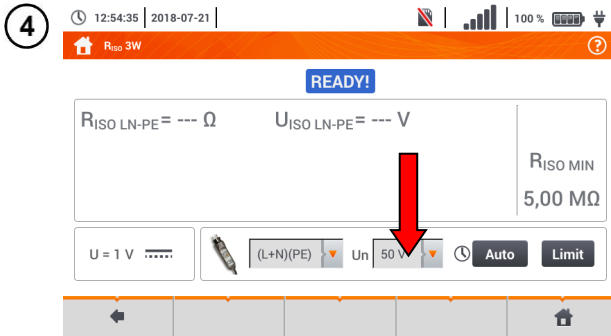 4
12:54:35 2018-07-21 100 %
RISO 3W ?
READY!
RISO LN-PE= --- Ω UISO LN-PE= --- V
RISO MIN
5,00 MΩ
U = 1 V (L+N)(PE) Un 50 V Auto Limit